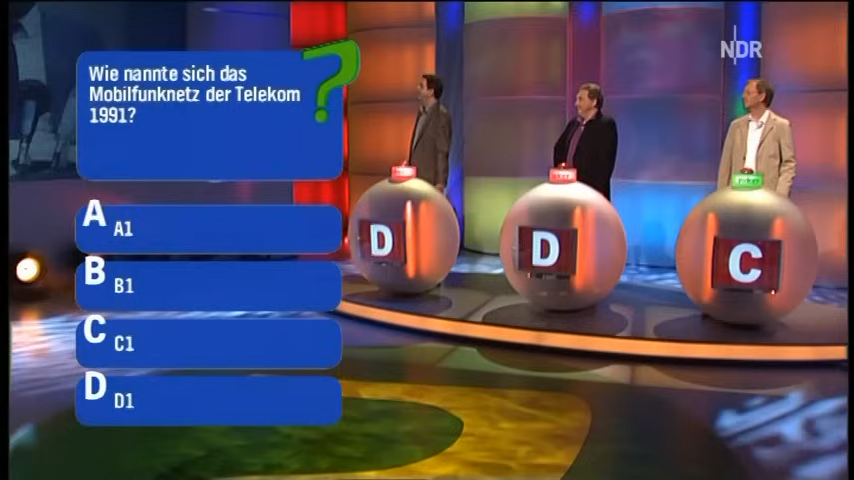 NDR
Wie nannte sich das
Mobilfunknetz der Telekom
1991?
?
A A1
B B1
C C1
D D1
D
D
C